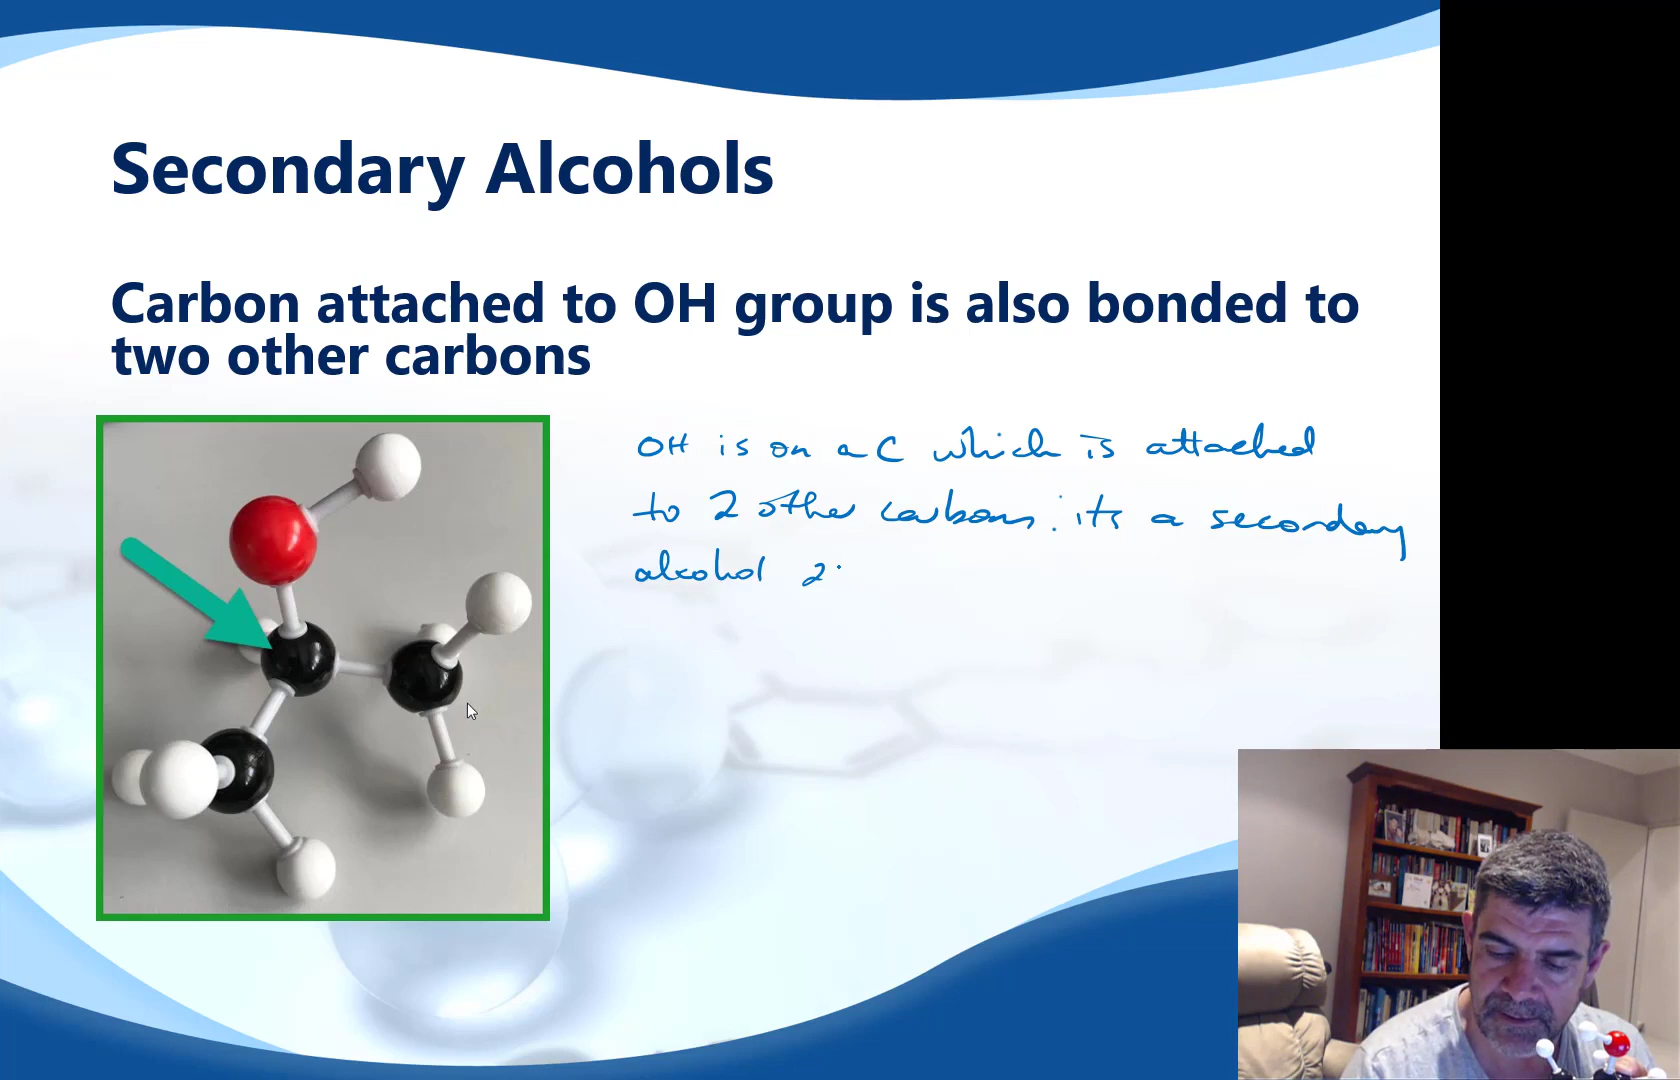 Secondary Alcohols
Carbon attached to OH group is also bonded to
two other carbons
OH is on a C which is attached
to 2 other carbons: its a secondary
alcohol 2°